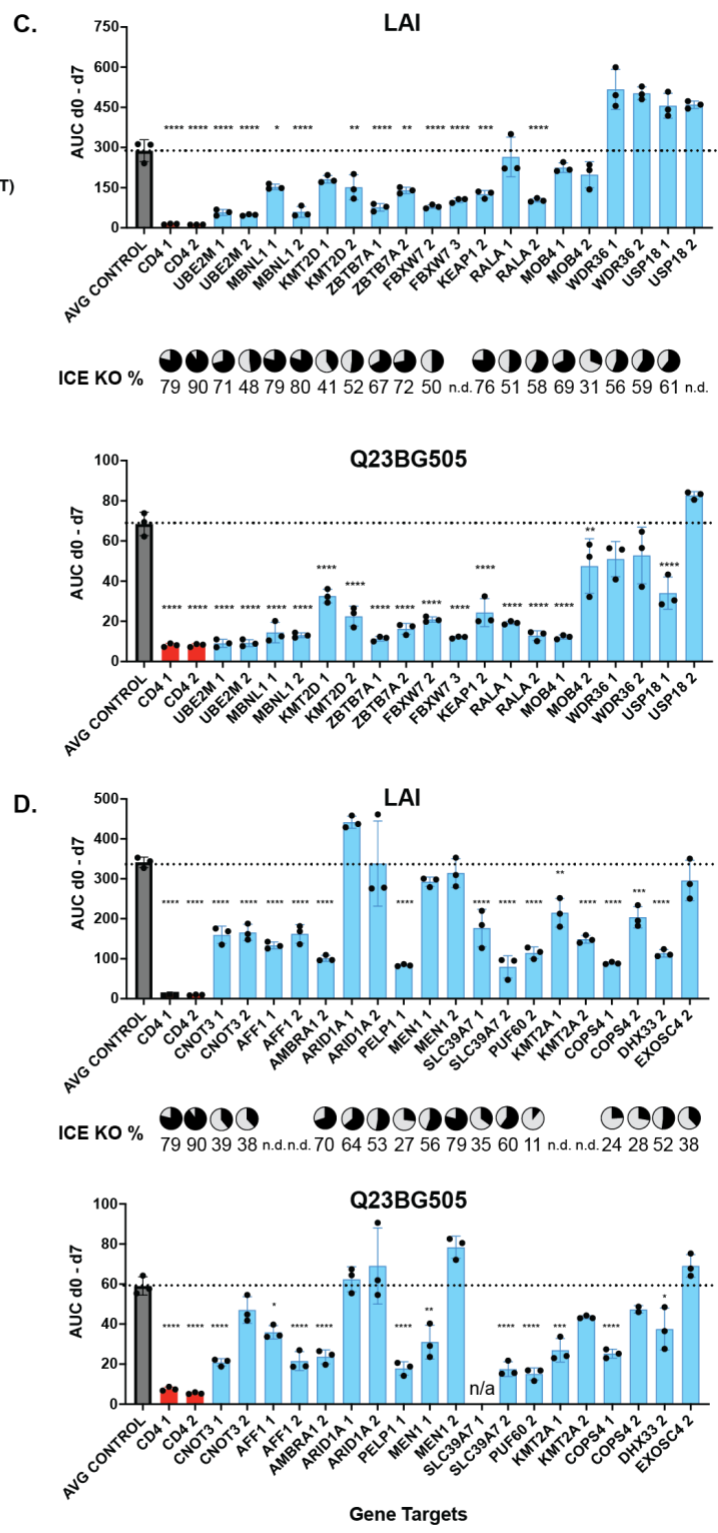 C.
LAI
T)
AUC d0 - d7
750
600
450
300
150
0
**** **** **** **** * **** ** **** ** **** **** *** ****
AVG CONTROL CD4 1 CD4 2 UBE2M 1 UBE2M 2 MBNL1 1 MBNL1 2 KMT2D 1 KMT2D 2 ZBTB7A 1 ZBTB7A 2 FBXW7 2 FBXW7 3 KEAP1 2 RALA 1 RALA 2 MOB4 1 MOB4 2 WDR36 1 WDR36 2 USP18 1 USP18 2
ICE KO %
79 90 71 48 79 80 41 52 67 72 50 n.d. 76 51 58 69 31 56 59 61 n.d.
Q23BG505
AUC d0 - d7
100
80
60
40
20
0
**** **** **** **** **** **** **** **** **** **** **** **** **** **** **** **** ** ****
AVG CONTROL CD4 1 CD4 2 UBE2M 1 UBE2M 2 MBNL1 1 MBNL1 2 KMT2D 1 KMT2D 2 ZBTB7A 1 ZBTB7A 2 FBXW7 2 FBXW7 3 KEAP1 2 RALA 1 RALA 2 MOB4 1 MOB4 2 WDR36 1 WDR36 2 USP18 1 USP18 2
D.
LAI
AUC d0 - d7
500
400
300
200
100
0
**** **** **** **** **** **** **** **** **** **** **** ** **** **** *** ****
AVG CONTROL CD4 1 CD4 2 CNOT3 1 CNOT3 2 AFF1 1 AFF1 2 AMBRA1 2 ARID1A 1 ARID1A 2 PELP1 1 MEN1 1 MEN1 2 SLC39A7 1 SLC39A7 2 PUF60 2 KMT2A 1 KMT2A 2 COPS4 1 COPS4 2 DHX33 2 EXOSC4 2
ICE KO %
79 90 39 38 n.d. n.d. 70 64 53 27 56 79 35 60 11 n.d. n.d. 24 28 52 38
Q23BG505
AUC d0 - d7
100
80
60
40
20
0
**** **** **** * **** **** **** ** **** **** *** **** *
n/a
AVG CONTROL CD4 1 CD4 2 CNOT3 1 CNOT3 2 AFF1 1 AFF1 2 AMBRA1 2 ARID1A 1 ARID1A 2 PELP1 1 MEN1 1 MEN1 2 SLC39A7 1 SLC39A7 2 PUF60 2 KMT2A 1 KMT2A 2 COPS4 1 COPS4 2 DHX33 2 EXOSC4 2
Gene Targets